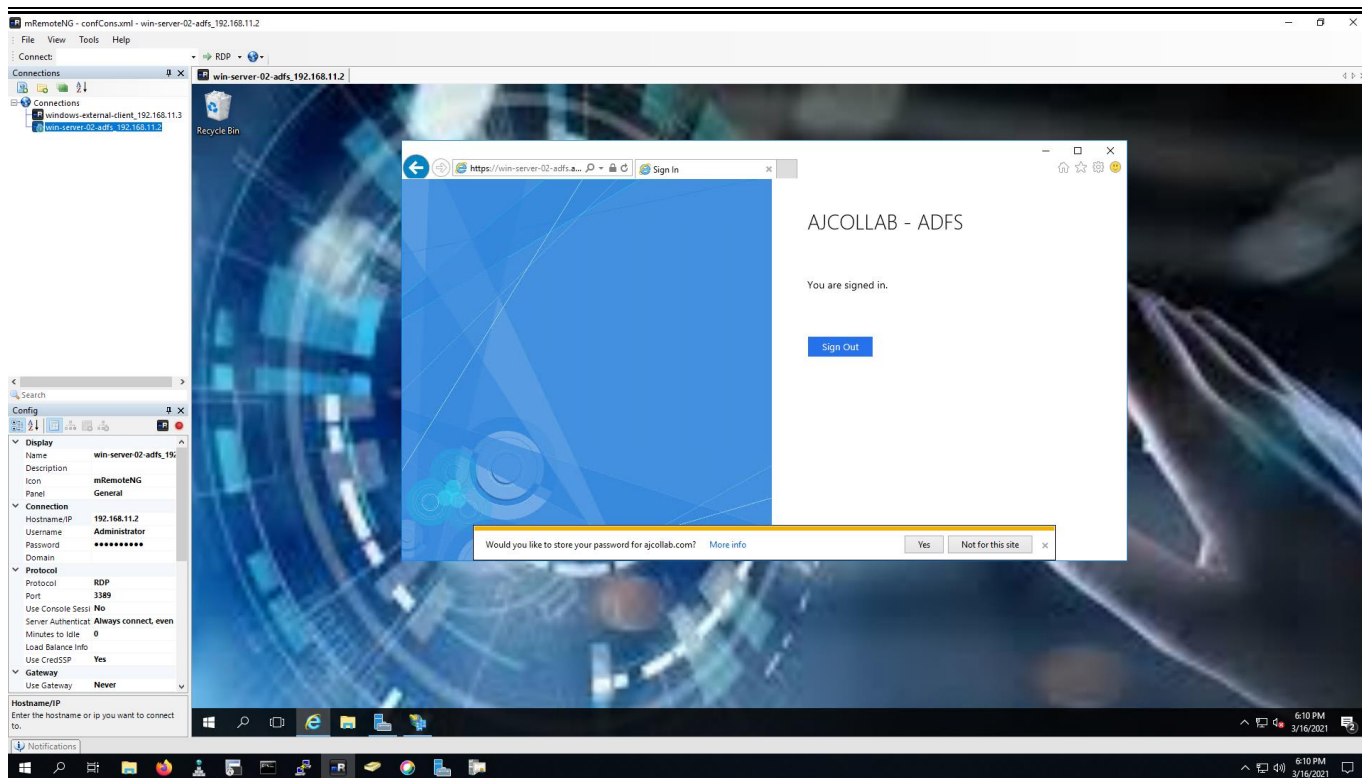 mRemoteNG - confCons.xml - win-server-02-adfs_192.168.11.2
File View Tools Help
Connect: RDP
Connections
win-server-02-adfs_192.168.11.2
Connections
windows-external-client_192.168.11.3
win-server-02-adfs_192.168.11.2
Recycle Bin
https://win-server-02-adfs.a...
Sign In
AJCOLLAB - ADFS
You are signed in.
Sign Out
Would you like to store your password for ajcollab.com? More info Yes Not for this site
Search
Config
Display
Name win-server-02-adfs_192
Description
Icon mRemoteNG
Panel General
Connection
Hostname/IP 192.168.11.2
Username Administrator
Password ●●●●●●●●●●
Domain
Protocol
Protocol RDP
Port 3389
Use Console Sessi No
Server Authenticat Always connect, even
Minutes to Idle 0
Load Balance Info
Use CredSSP Yes
Gateway
Use Gateway Never
Hostname/IP
Enter the hostname or ip you want to connect
to.
6:10 PM
3/16/2021
2
Notifications
6:10 PM
3/16/2021